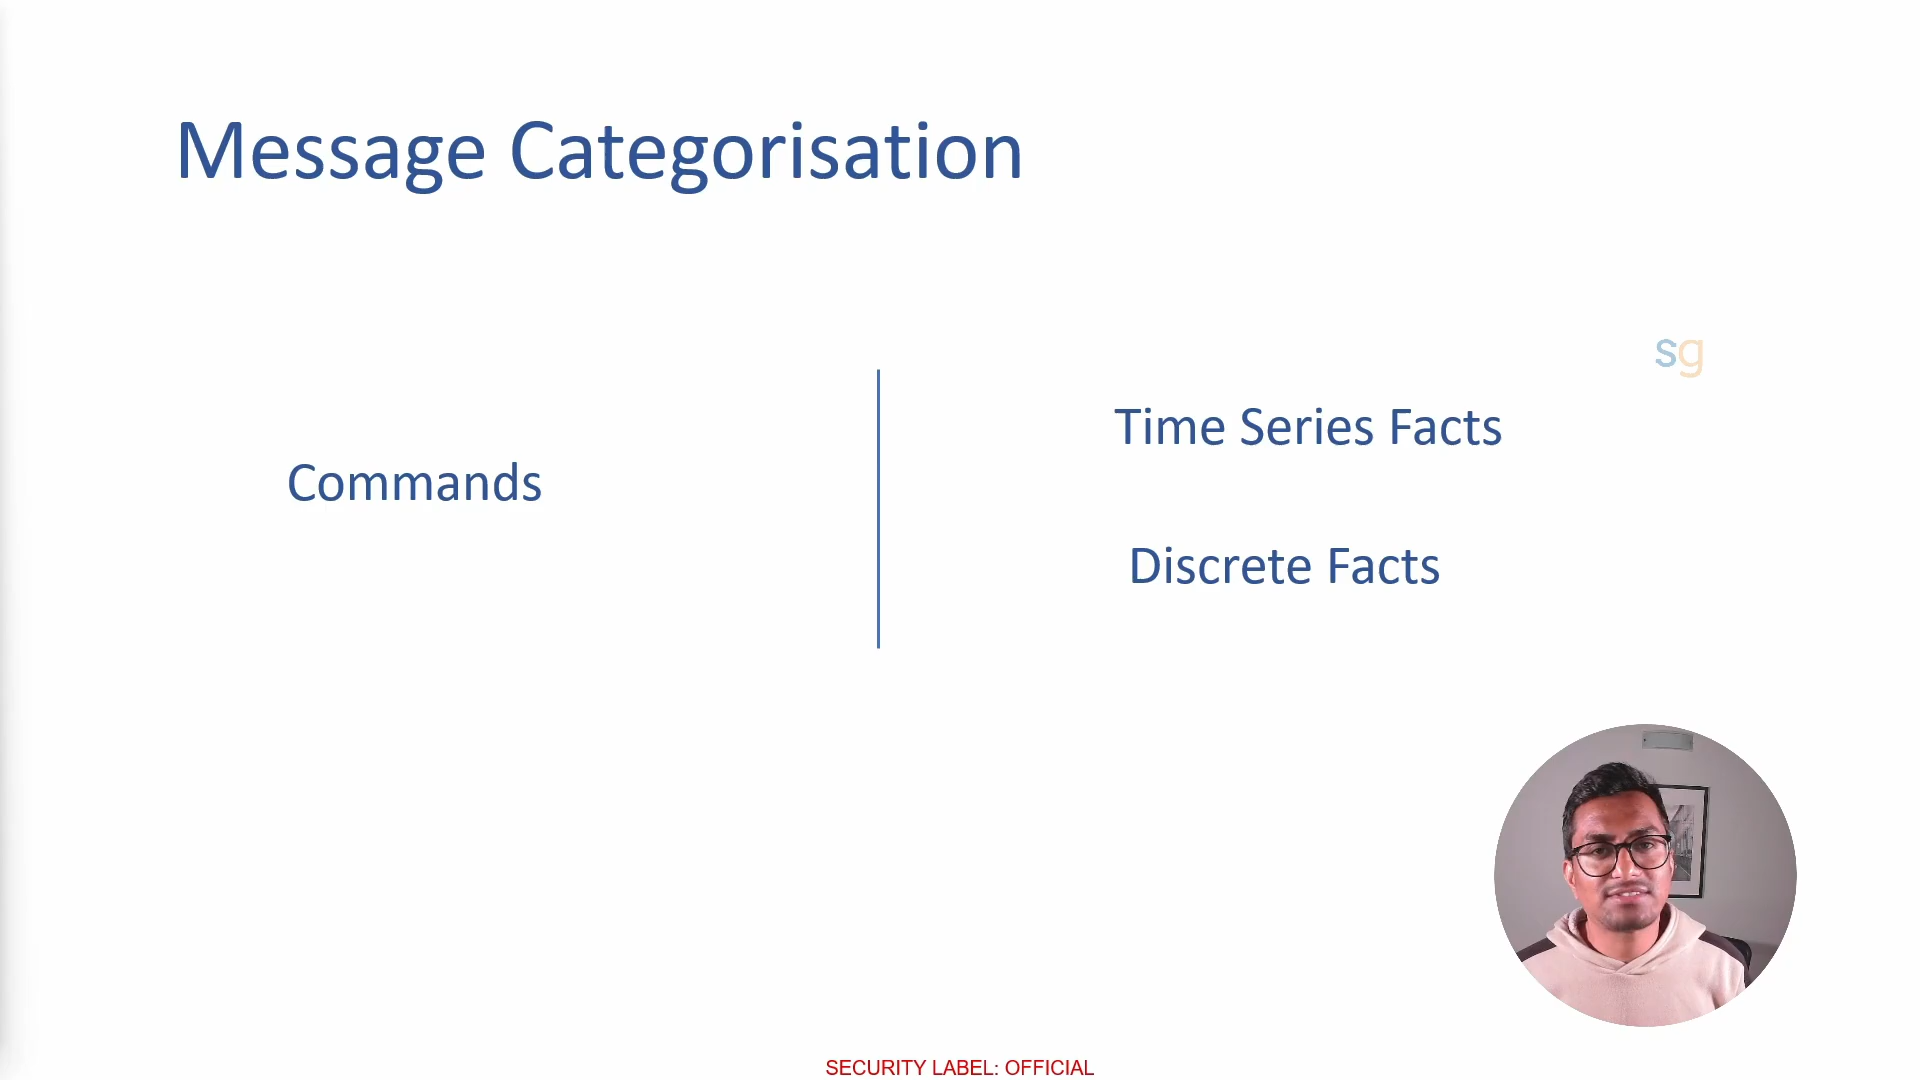 Message Categorisation
sg
Commands
Time Series Facts
Discrete Facts
SECURITY LABEL: OFFICIAL